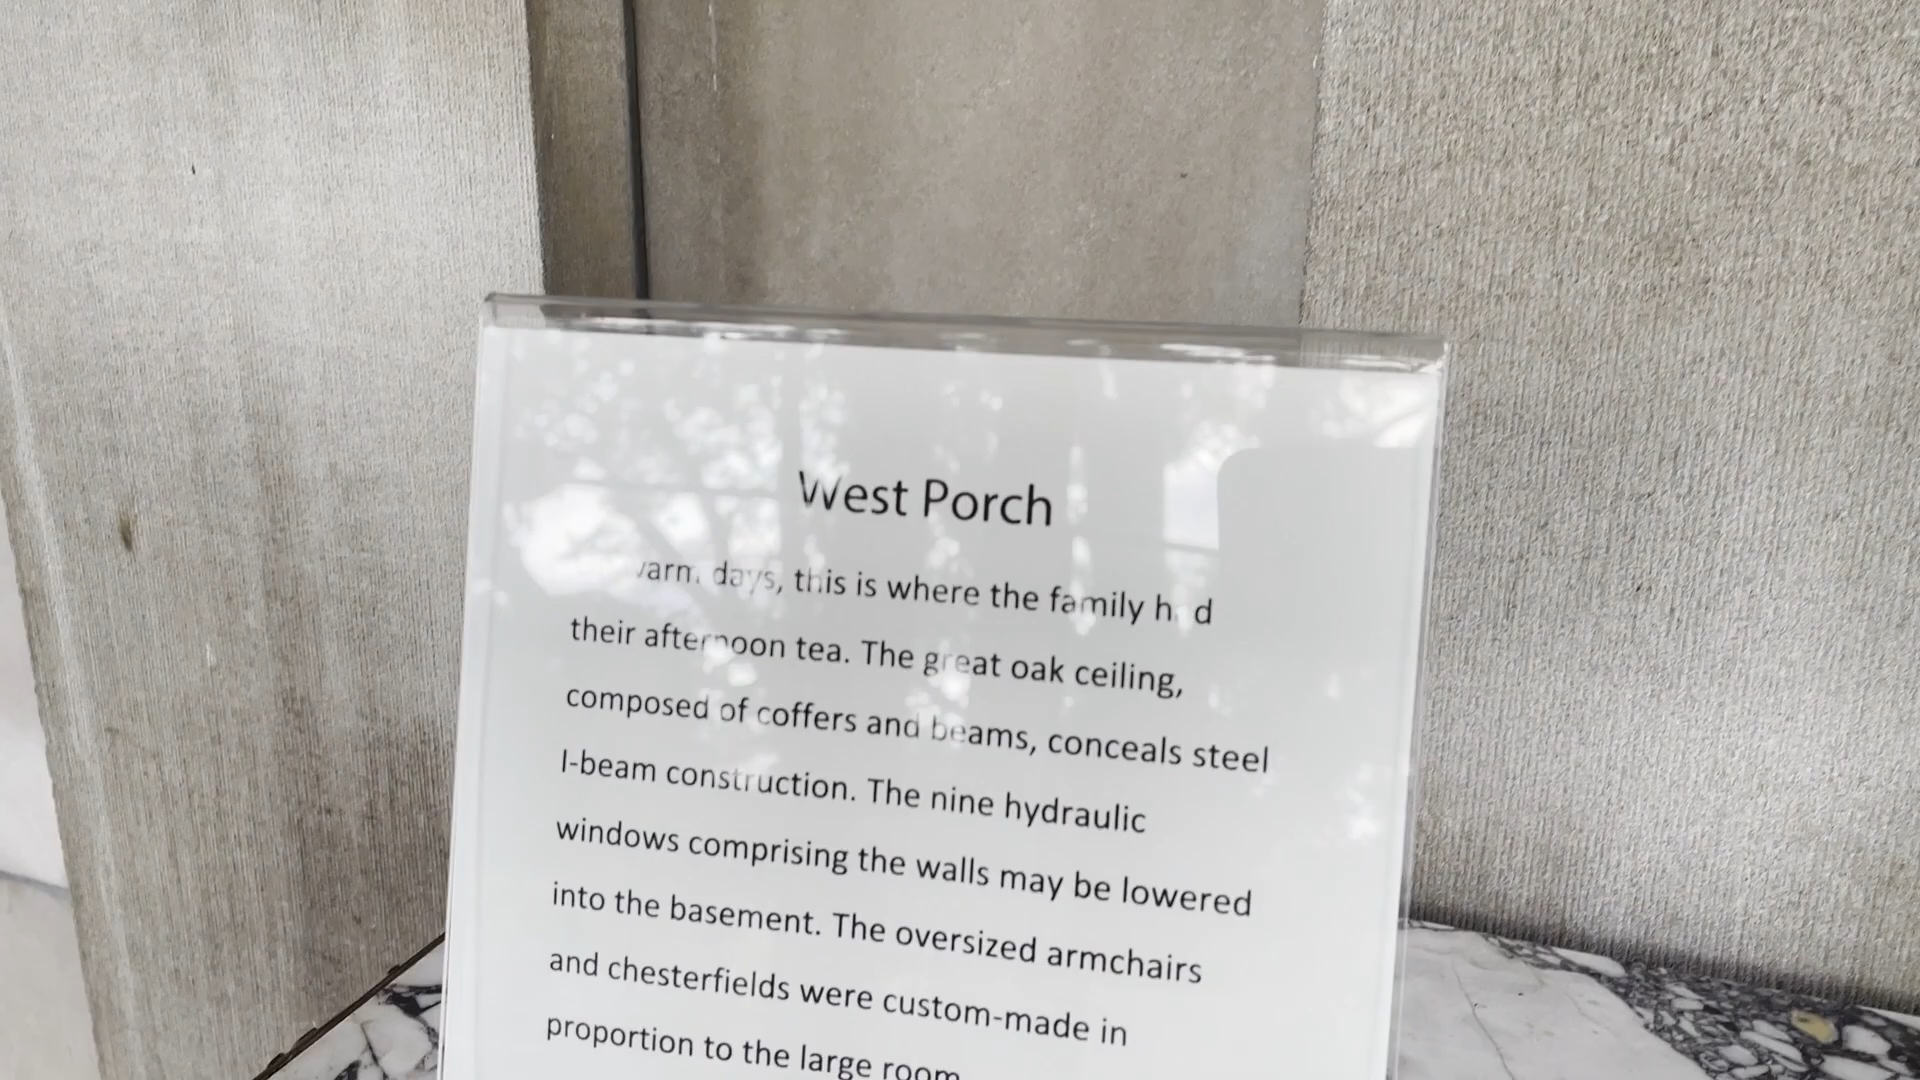 West Porch
days, this is where the family
their afternoon tea. The great oak ceiling,
composed of coffers and beams, conceals steel
I-beam construction. The nine hydraulic
windows comprising the walls may be lowered
into the basement. The oversized armchairs
and chesterfields were custom-made in
proportion to the large room